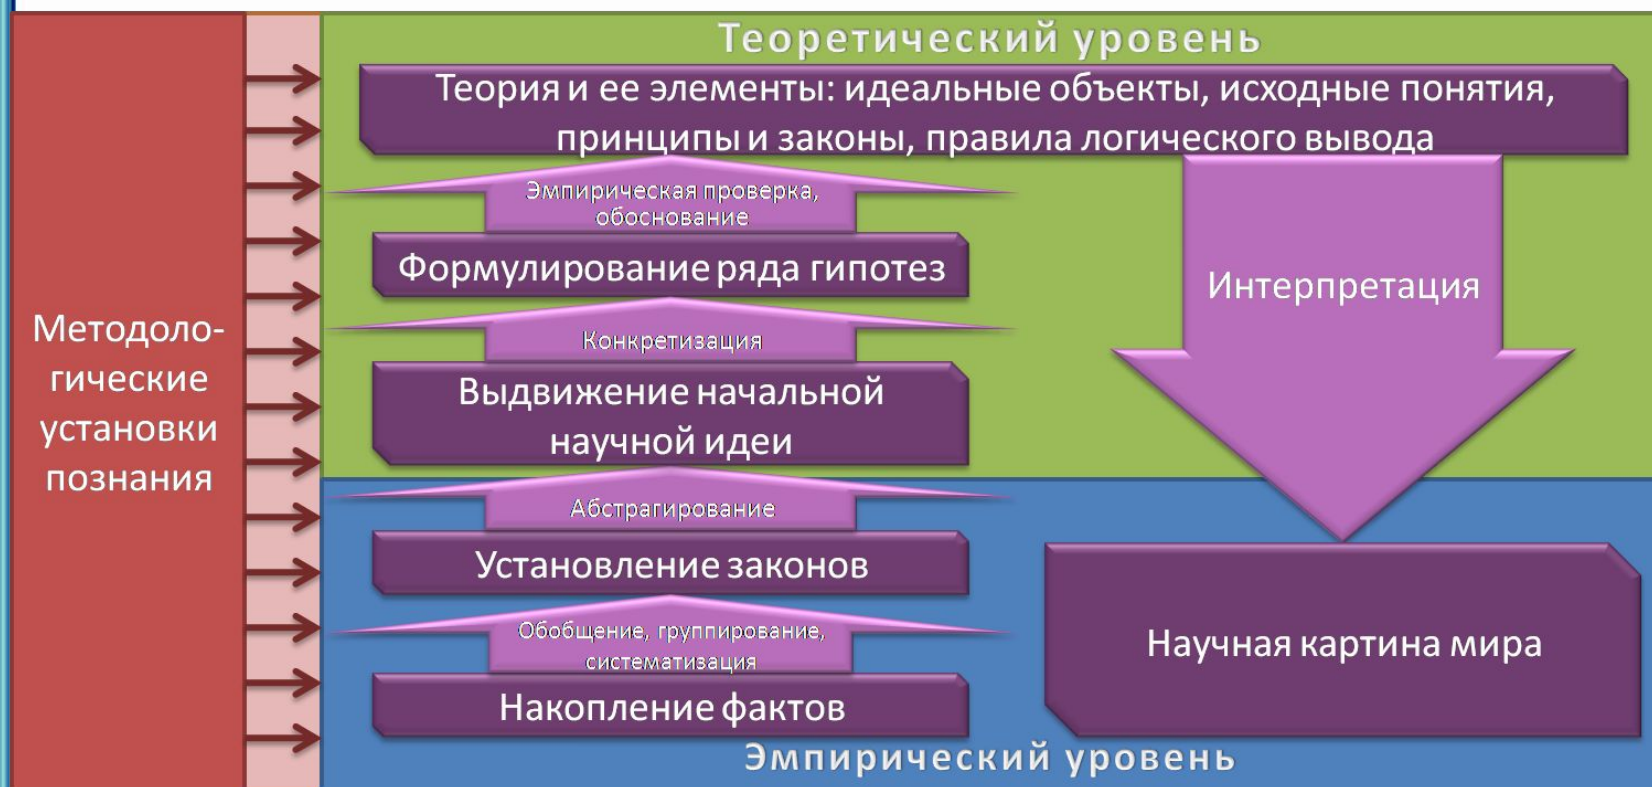 Теоретический уровень
Теория и ее элементы: идеальные объекты, исходные понятия,
принципы и законы, правила логического вывода
Эмпирическая проверка,
обоснование
Формулирование ряда гипотез
Интерпретация
Конкретизация
Методоло-
гические
установки
познания
Выдвижение начальной
научной идеи
Абстрагирование
Установление законов
Обобщение, группирование,
систематизация
Научная картина мира
Накопление фактов
Эмпирический уровень